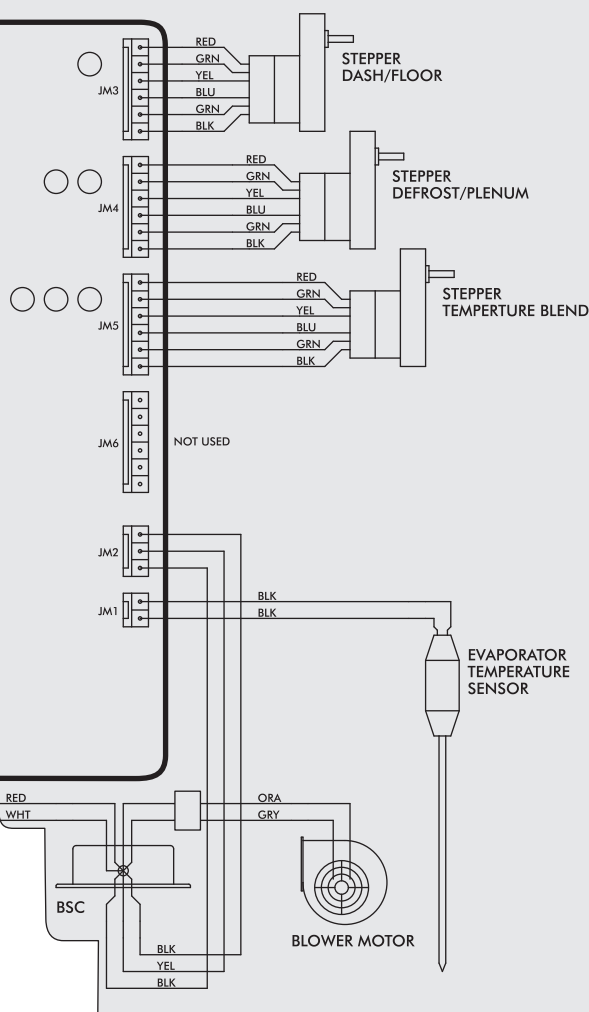 RED
GRN
YEL
BLU
GRN
BLK
JM3
STEPPER
DASH/FLOOR
RED
GRN
YEL
BLU
GRN
BLK
JM4
STEPPER
DEFROST/PLENUM
RED
GRN
YEL
BLU
GRN
BLK
JM5
STEPPER
TEMPERTURE BLEND
JM6
NOT USED
JM2
JM1
BLK
BLK
EVAPORATOR
TEMPERATURE
SENSOR
RED
WHT
ORA
GRY
BSC
BLOWER MOTOR
BLK
YEL
BLK